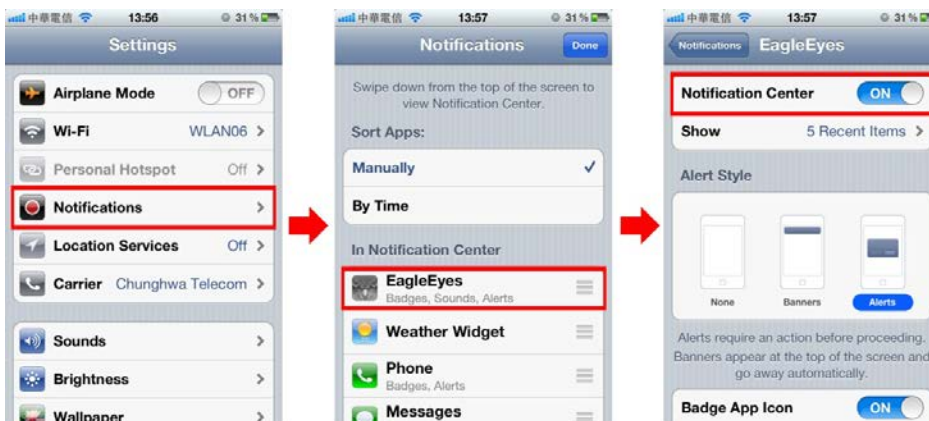 中華電信 13:56 31%
Settings
Airplane Mode OFF
Wi-Fi WLAN06
Personal Hotspot Off
Notifications
Location Services Off
Carrier Chunghwa Telecom
Sounds
Brightness
Wallpaper
中華電信 13:57 31%
Notifications Done
Swipe down from the top of the screen to
view Notification Center.
Sort Apps:
Manually
By Time
In Notification Center
EagleEyes
Badges, Sounds, Alerts
Weather Widget
Phone
Badges, Alerts
Messages
中華電信 13:57 31%
Notifications EagleEyes
Notification Center ON
Show 5 Recent Items
Alert Style
None Banners Alerts
Alerts require an action before proceeding.
Banners appear at the top of the screen and
go away automatically.
Badge App Icon ON